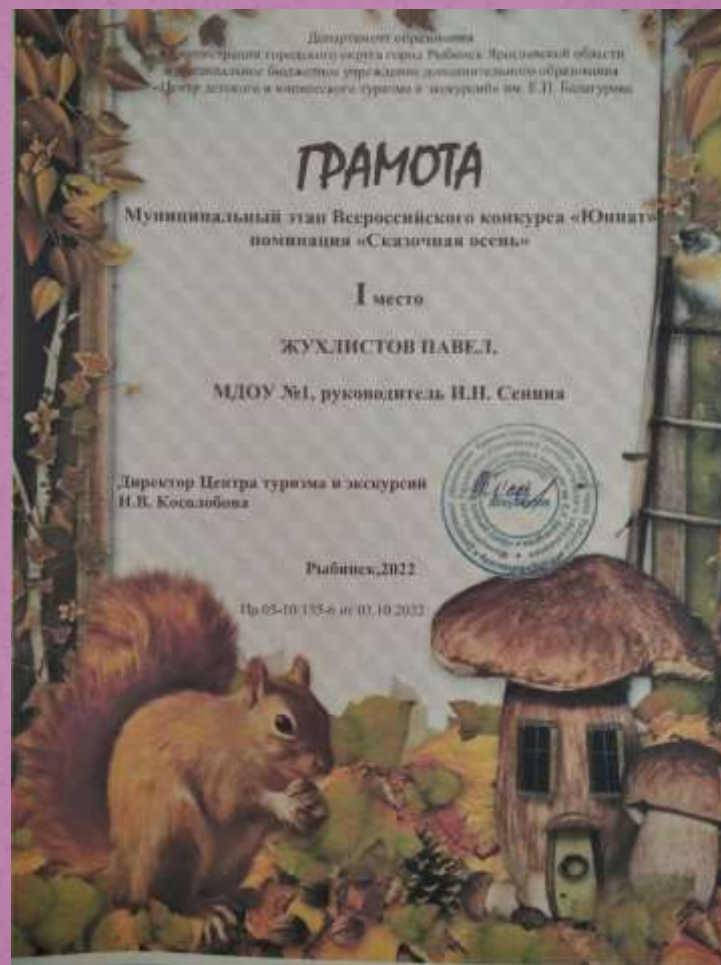 Департамент образования
Администрации городского округа город Рыбинск Ярославской области
муниципальное бюджетное учреждение дополнительного образования
«Центр детского и юношеского туризма и экскурсий» им. Е.П. Балагурова
ГРАМОТА
Муниципальный этап Всероссийского конкурса «Юннат»
номинация «Сказочная осень»
I место
ЖУХЛИСТОВ ПАВЕЛ,
МДОУ №1, руководитель И.Н. Сенина
Директор Центра туризма и экскурсий
И.В. Косолобова
Рыбинск,2022
Пр.05-10/155-6 от 03.10.2022